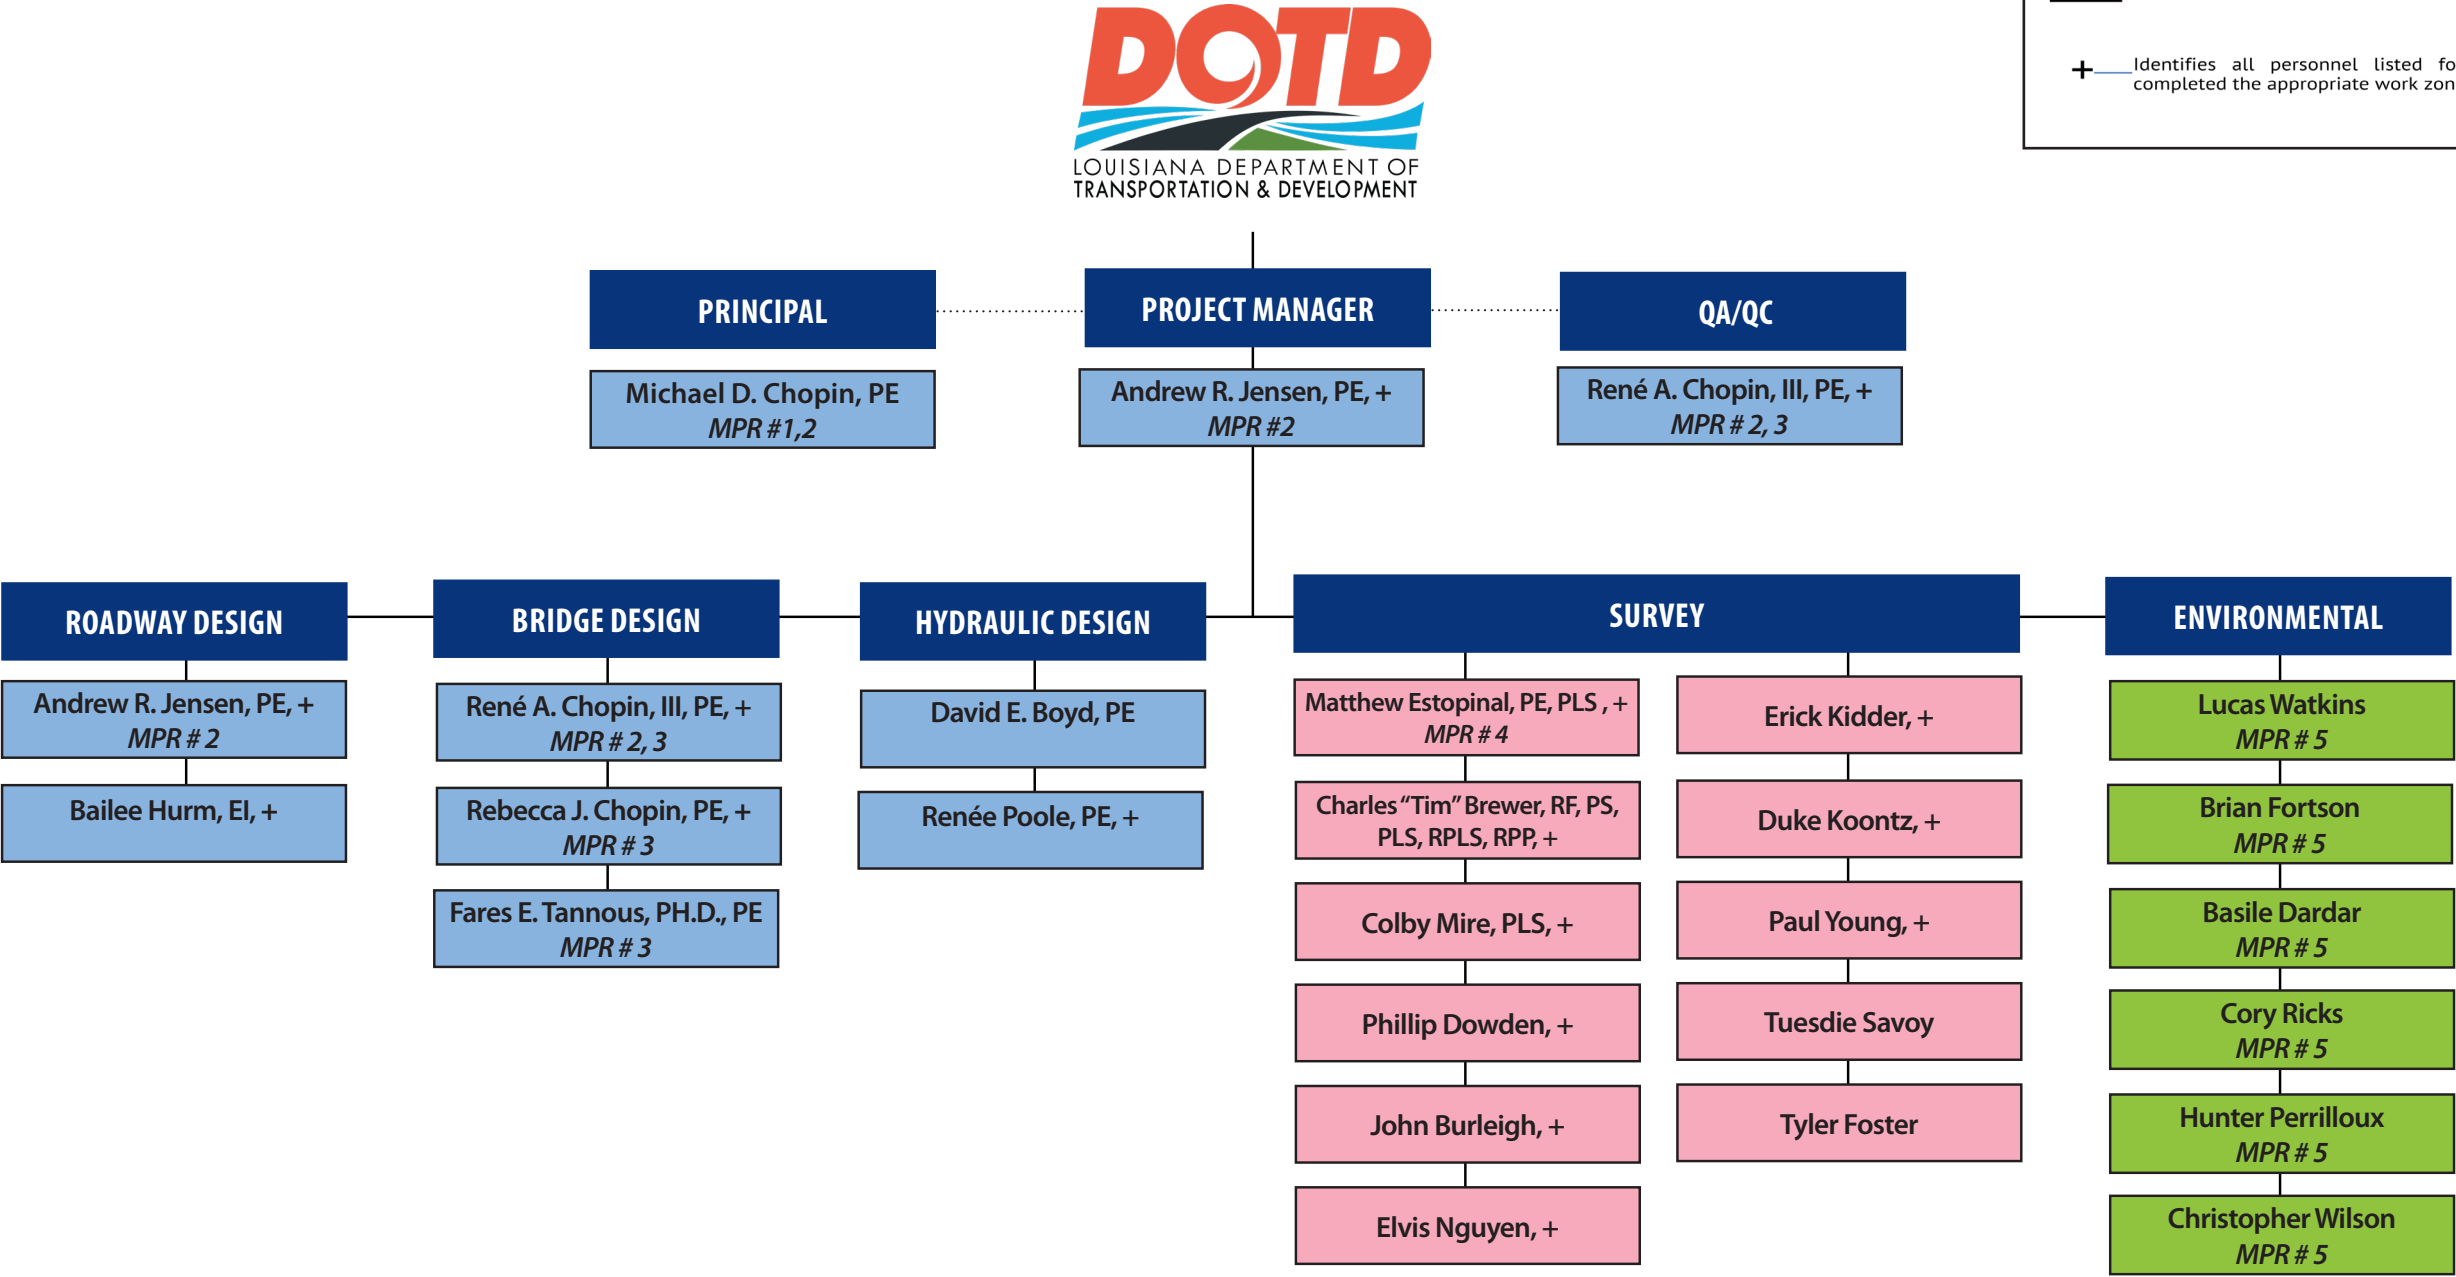 DOTD
LOUISIANA DEPARTMENT OF
TRANSPORTATION & DEVELOPMENT
+
Identifies all personnel listed fo
completed the appropriate work zon
PRINCIPAL
Michael D. Chopin, PE
MPR #1,2
PROJECT MANAGER
Andrew R. Jensen, PE, +
MPR #2
QA/QC
René A. Chopin, III, PE, +
MPR # 2, 3
ROADWAY DESIGN
Andrew R. Jensen, PE, +
MPR # 2
Bailee Hurm, EI, +
BRIDGE DESIGN
René A. Chopin, III, PE, +
MPR # 2, 3
Rebecca J. Chopin, PE, +
MPR # 3
Fares E. Tannous, PH.D., PE
MPR # 3
HYDRAULIC DESIGN
David E. Boyd, PE
Renée Poole, PE, +
SURVEY
Matthew Estopinal, PE, PLS , +
MPR # 4
Charles “Tim” Brewer, RF, PS,
PLS, RPLS, RPP, +
Colby Mire, PLS, +
Phillip Dowden, +
John Burleigh, +
Elvis Nguyen, +
Erick Kidder, +
Duke Koontz, +
Paul Young, +
Tuesdie Savoy
Tyler Foster
ENVIRONMENTAL
Lucas Watkins
MPR # 5
Brian Fortson
MPR # 5
Basile Dardar
MPR # 5
Cory Ricks
MPR # 5
Hunter Perrilloux
MPR # 5
Christopher Wilson
MPR # 5